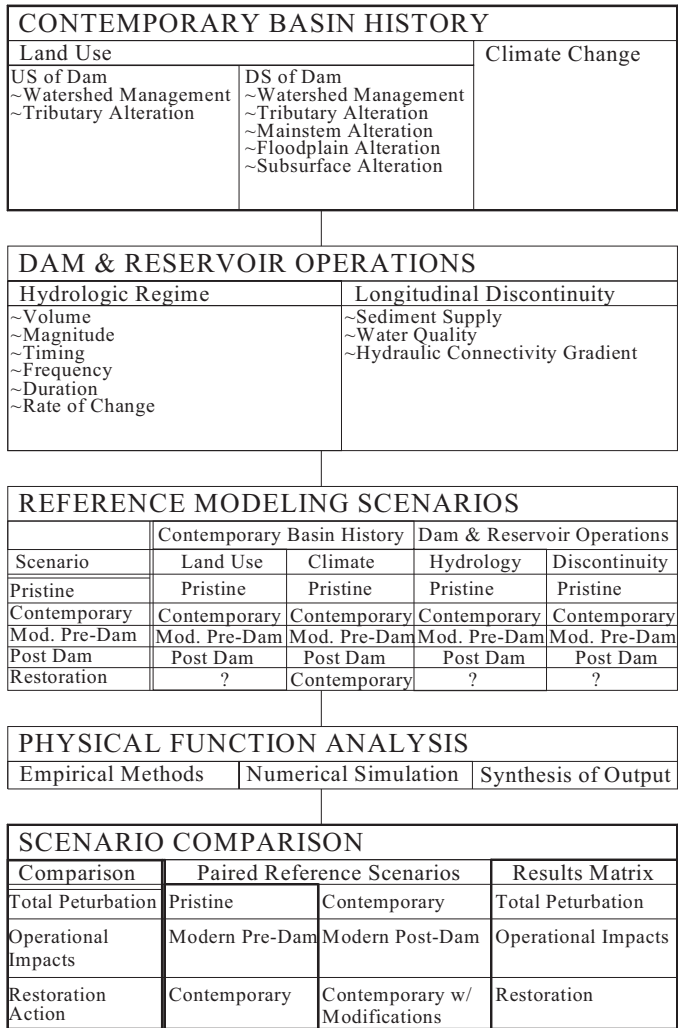 CONTEMPORARY BASIN HISTORY
Land Use
Climate Change
US of Dam
~Watershed Management
~Tributary Alteration
DS of Dam
~Watershed Management
~Tributary Alteration
~Mainstem Alteration
~Floodplain Alteration
~Subsurface Alteration
DAM & RESERVOIR OPERATIONS
Hydrologic Regime
~Volume
~Magnitude
~Timing
~Frequency
~Duration
~Rate of Change
Longitudinal Discontinuity
~Sediment Supply
~Water Quality
~Hydraulic Connectivity Gradient
REFERENCE MODELING SCENARIOS
Contemporary Basin History Dam & Reservoir Operations
Scenario Land Use Climate Hydrology Discontinuity
Pristine Pristine Pristine Pristine Pristine
Contemporary Contemporary Contemporary Contemporary Contemporary
Mod. Pre-Dam Mod. Pre-Dam Mod. Pre-Dam Mod. Pre-Dam Mod. Pre-Dam
Post Dam Post Dam Post Dam Post Dam Post Dam
Restoration ? Contemporary ? ?
PHYSICAL FUNCTION ANALYSIS
Empirical Methods Numerical Simulation Synthesis of Output
SCENARIO COMPARISON
Comparison Paired Reference Scenarios Results Matrix
Total Peturbation Pristine Contemporary Total Peturbation
Operational Impacts Modern Pre-Dam Modern Post-Dam Operational Impacts
Restoration Action Contemporary Contemporary w/ Modifications Restoration